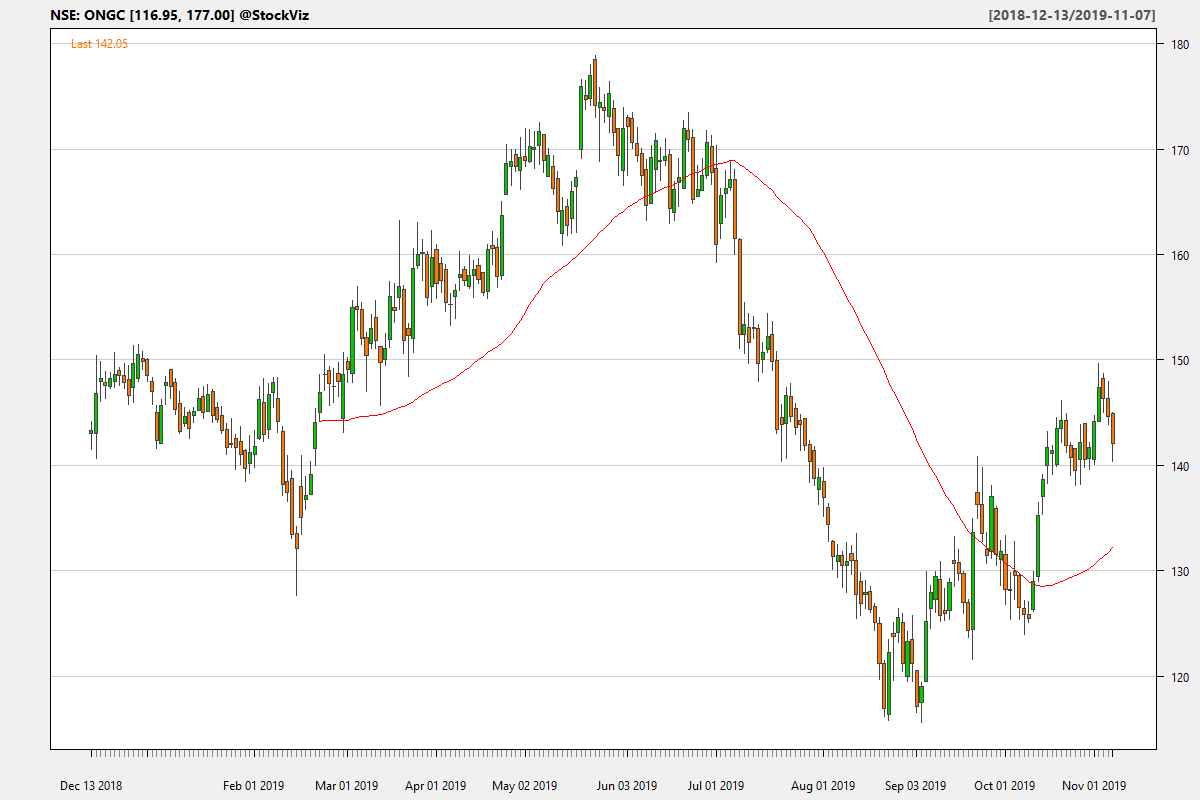 NSE: ONGC [116.95, 177.00] @StockViz [2018-12-13/2019-11-07]
Last 142.05
180
170
160
150
140
130
120
Dec 13 2018 Feb 01 2019 Mar 01 2019 Apr 01 2019 May 02 2019 Jun 03 2019 Jul 01 2019 Aug 01 2019 Sep 03 2019 Oct 01 2019 Nov 01 2019